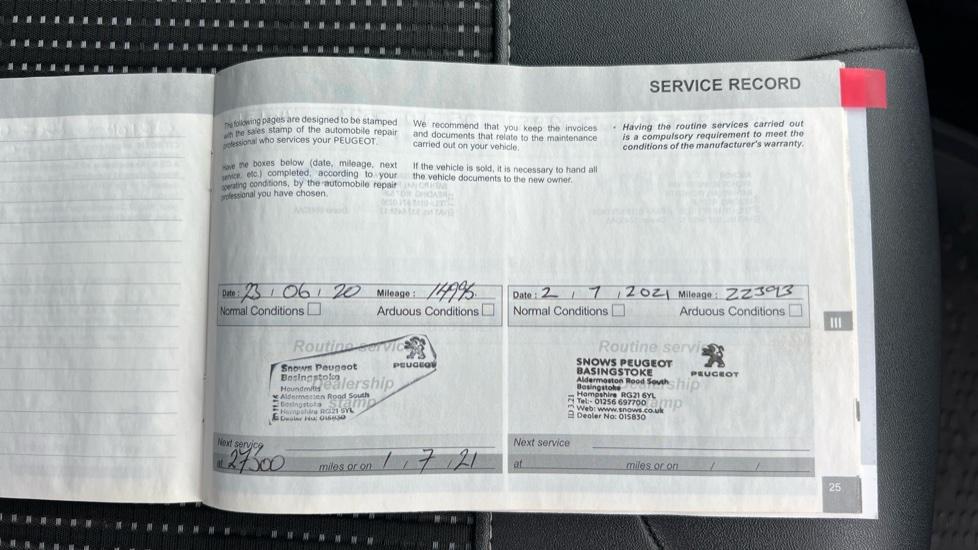 SERVICE RECORD
The following pages are designed to be stamped
with the sales stamp of the automobile repair
professional who services your PEUGEOT.
Have the boxes below (date, mileage, next
service, etc.) completed, according to your
operating conditions, by the automobile repair
professional you have chosen.
We recommend that you keep the invoices
and documents that relate to the maintenance
carried out on your vehicle.
If the vehicle is sold, it is necessary to hand all
the vehicle documents to the new owner.
• Having the routine services carried out
is a compulsory requirement to meet the
conditions of the manufacturer's warranty.
Date: 23 / 06 / 20 Mileage: 14996
Normal Conditions Arduous Conditions
Routine service
PEUGEOT
Snows Peugeot
Basingstoke
Houndmills
Aldermaston Road South
Basingstoke
Hampshire RG21 6YL
Dealer No: 015830
dealership
stamp
Next service
at 27300 miles or on 1 / 7 / 21
Date: 2 / 7 / 2021 Mileage: 22393
Normal Conditions Arduous Conditions
Routine servi
PEUGEOT
SNOWS PEUGEOT
BASINGSTOKE
Aldermaston Road South
Basingstoke
Hampshire RG21 6YL
Tel:- 01256 697700
Web: www.snows.co.uk
Dealer No: 015830
Next service
at miles or on / /
III
25